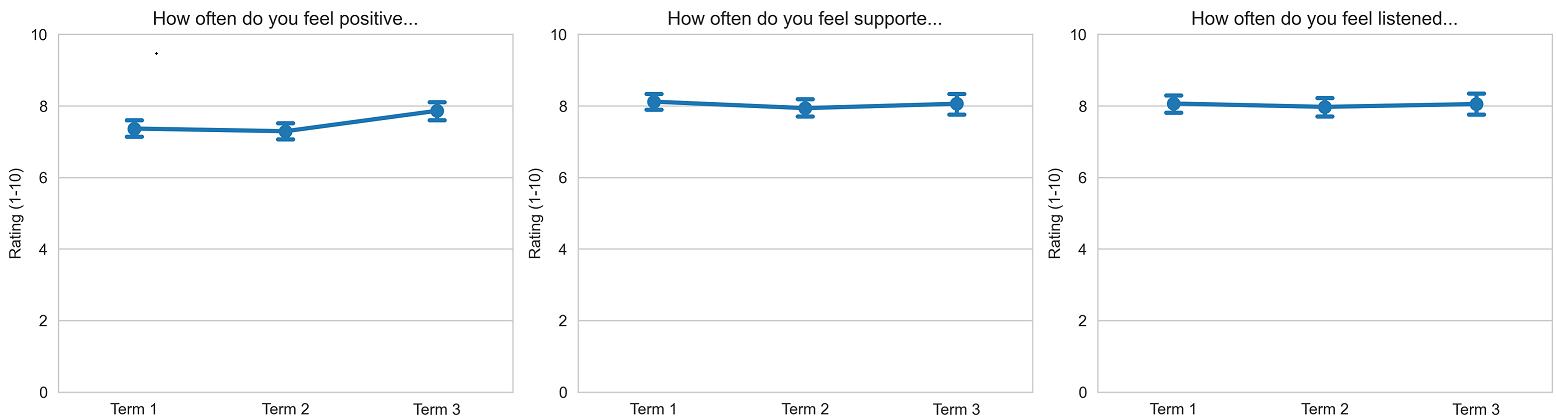 How often do you feel positive...
10
8
6
4
2
0
Rating (1-10)
Term 1
Term 2
Term 3
How often do you feel supporte...
10
8
6
4
2
0
Rating (1-10)
Term 1
Term 2
Term 3
How often do you feel listened...
10
8
6
4
2
0
Rating (1-10)
Term 1
Term 2
Term 3